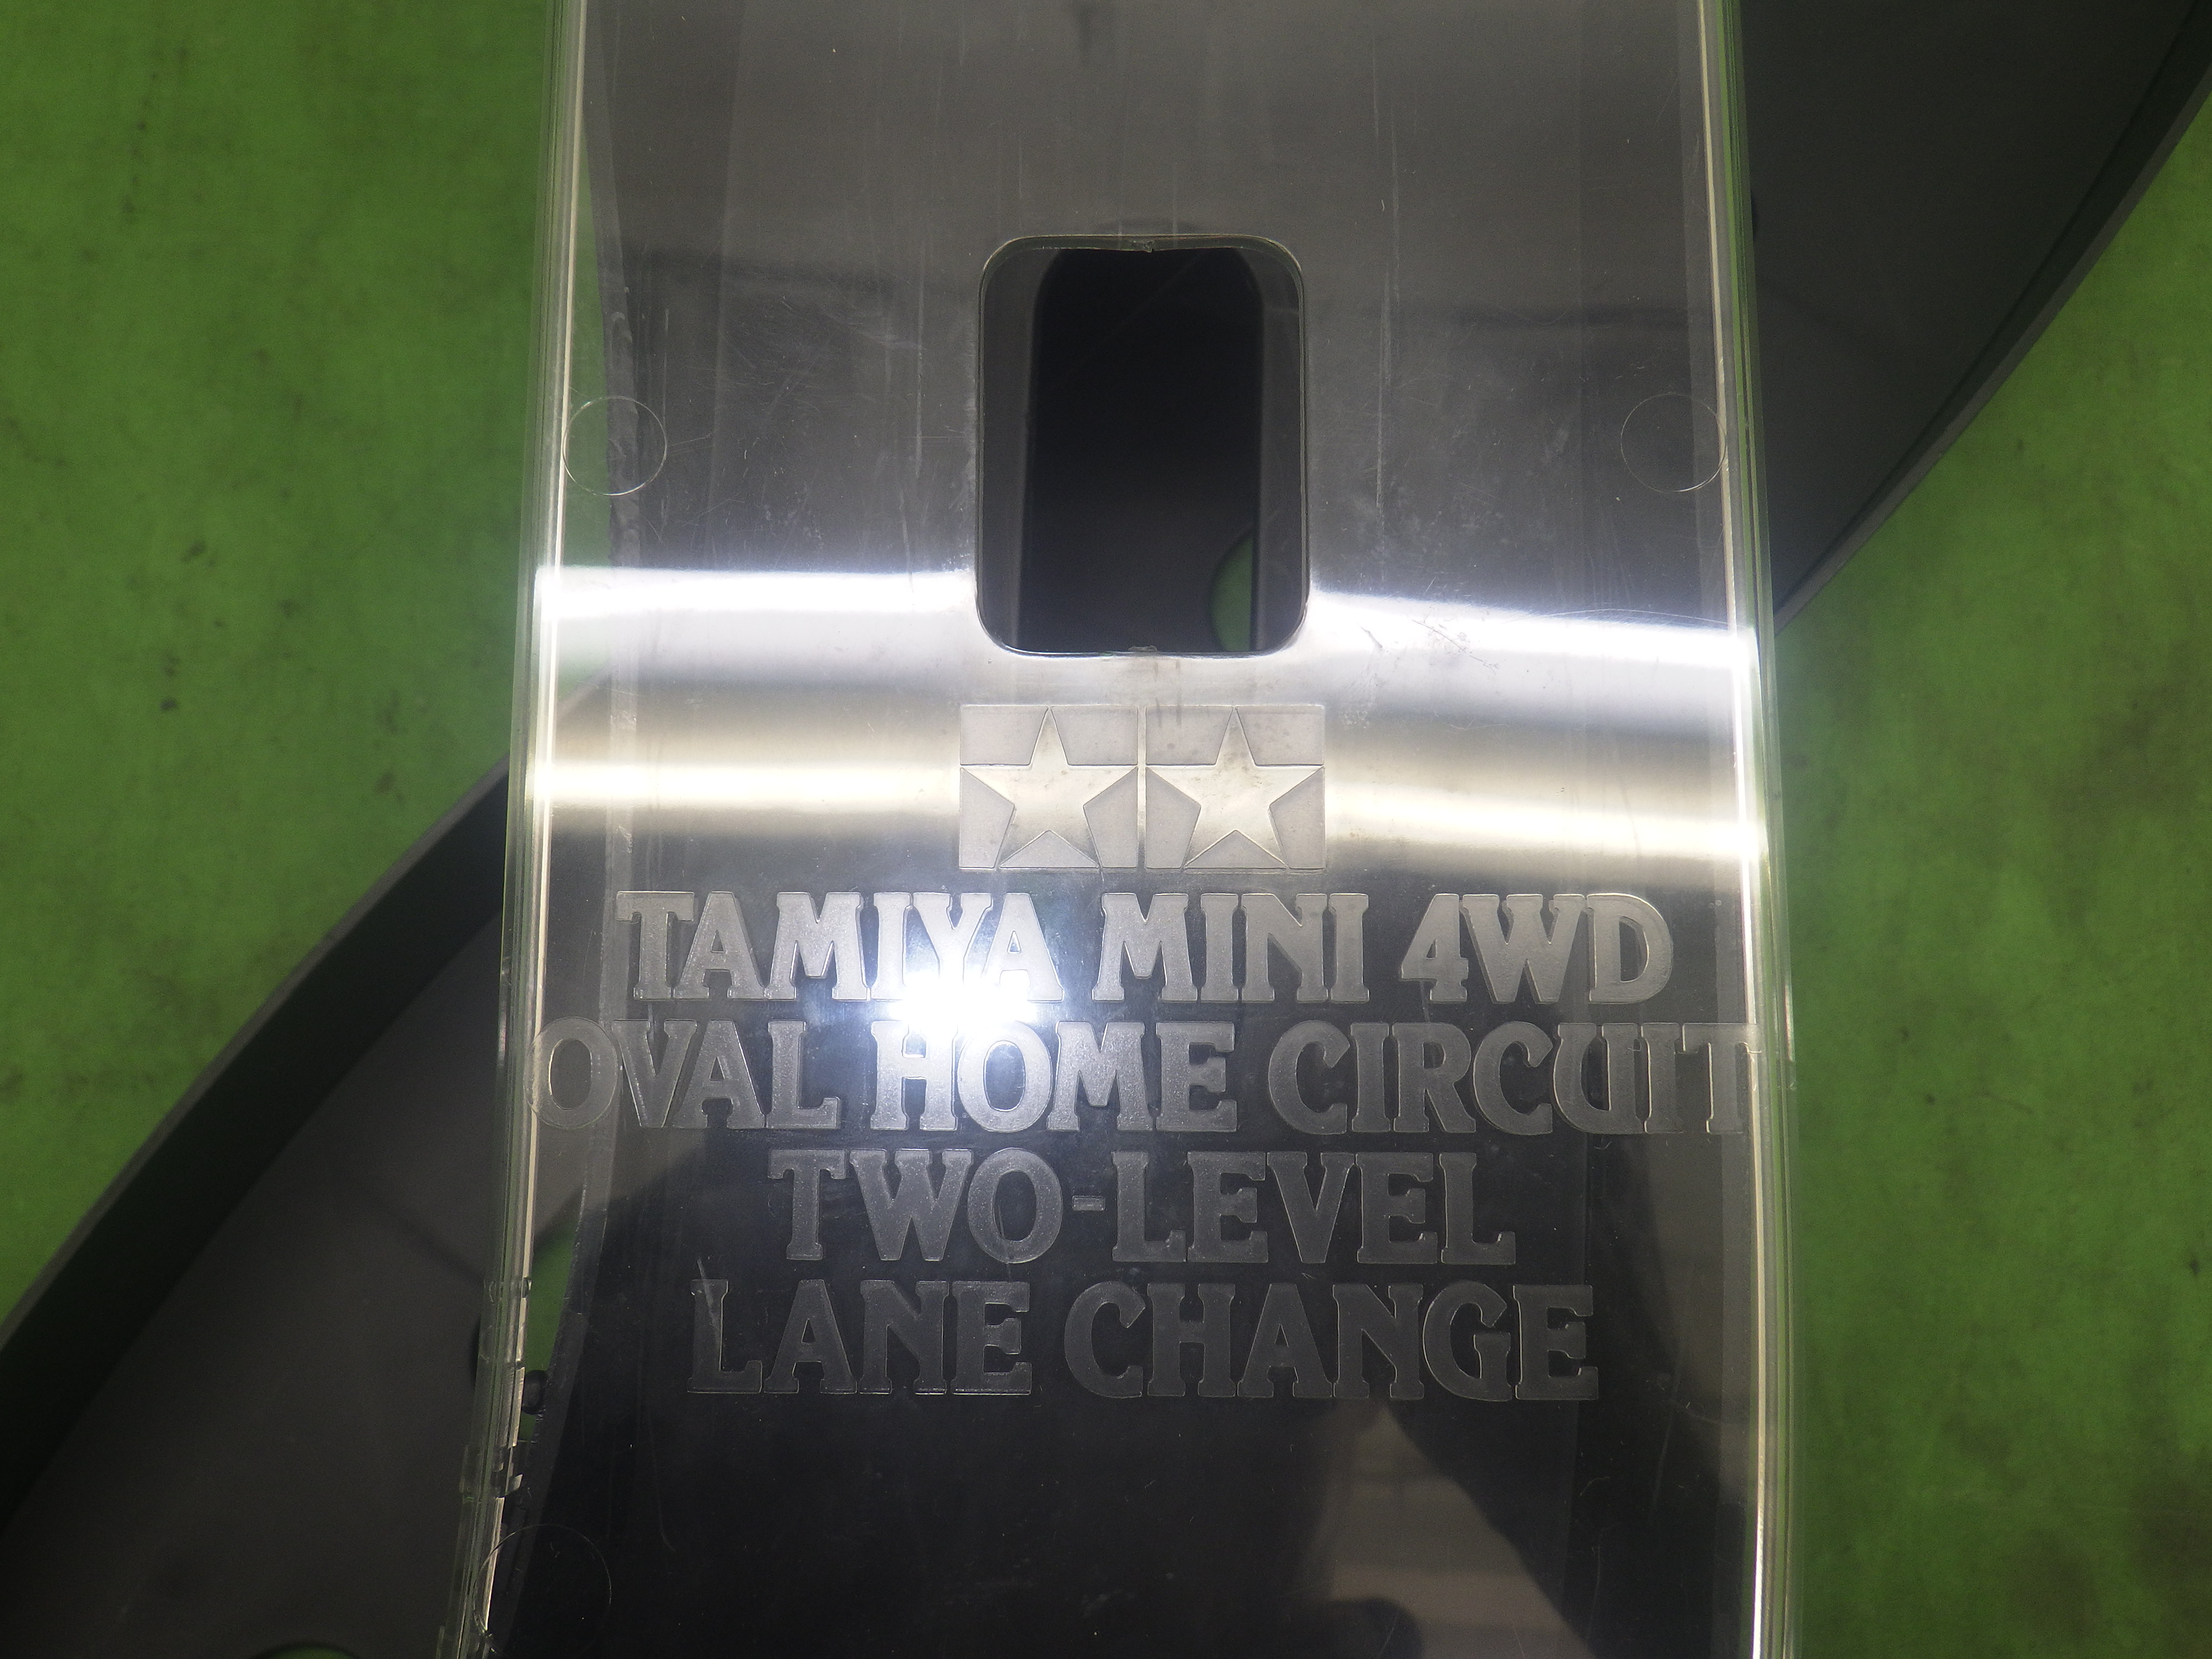 TAMIYA MINI 4WD
OVAL HOME CIRCUIT
TWO-LEVEL
LANE CHANGE